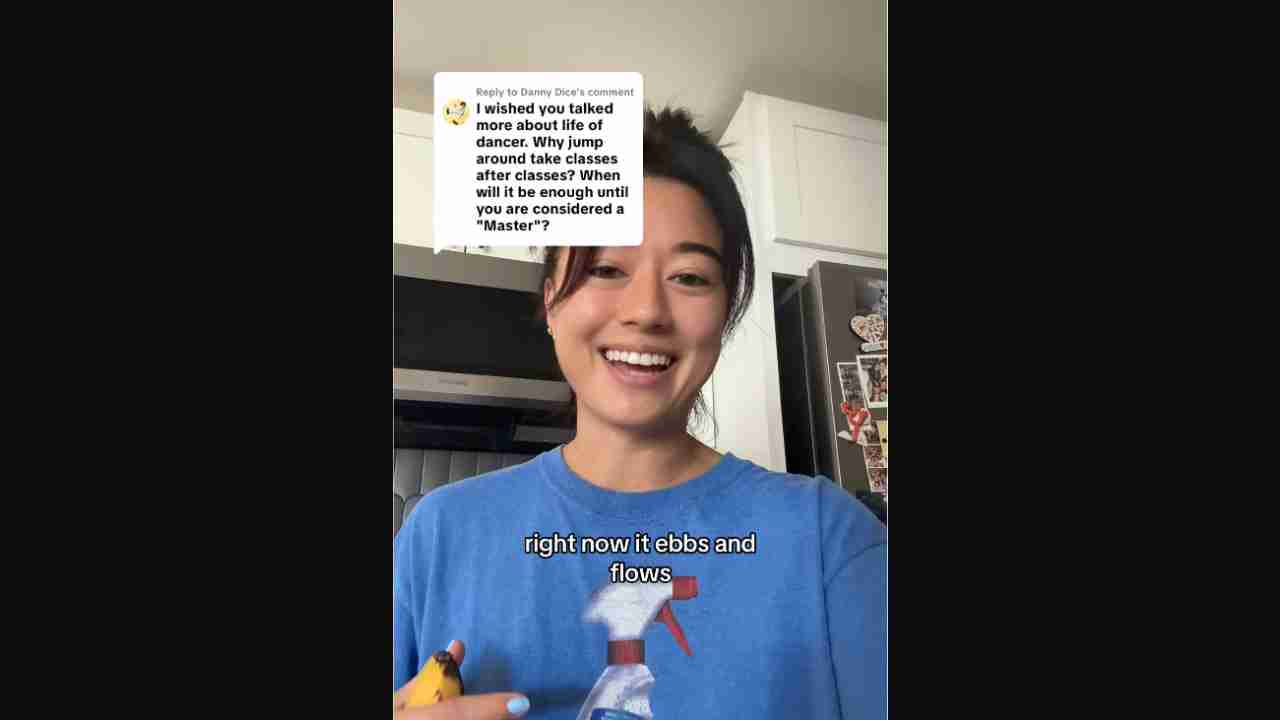 Reply to Danny Dice's comment
I wished you talked
more about life of
dancer. Why jump
around take classes
after classes? When
will it be enough until
you are considered a
"Master"?
right now it ebbs and
flows